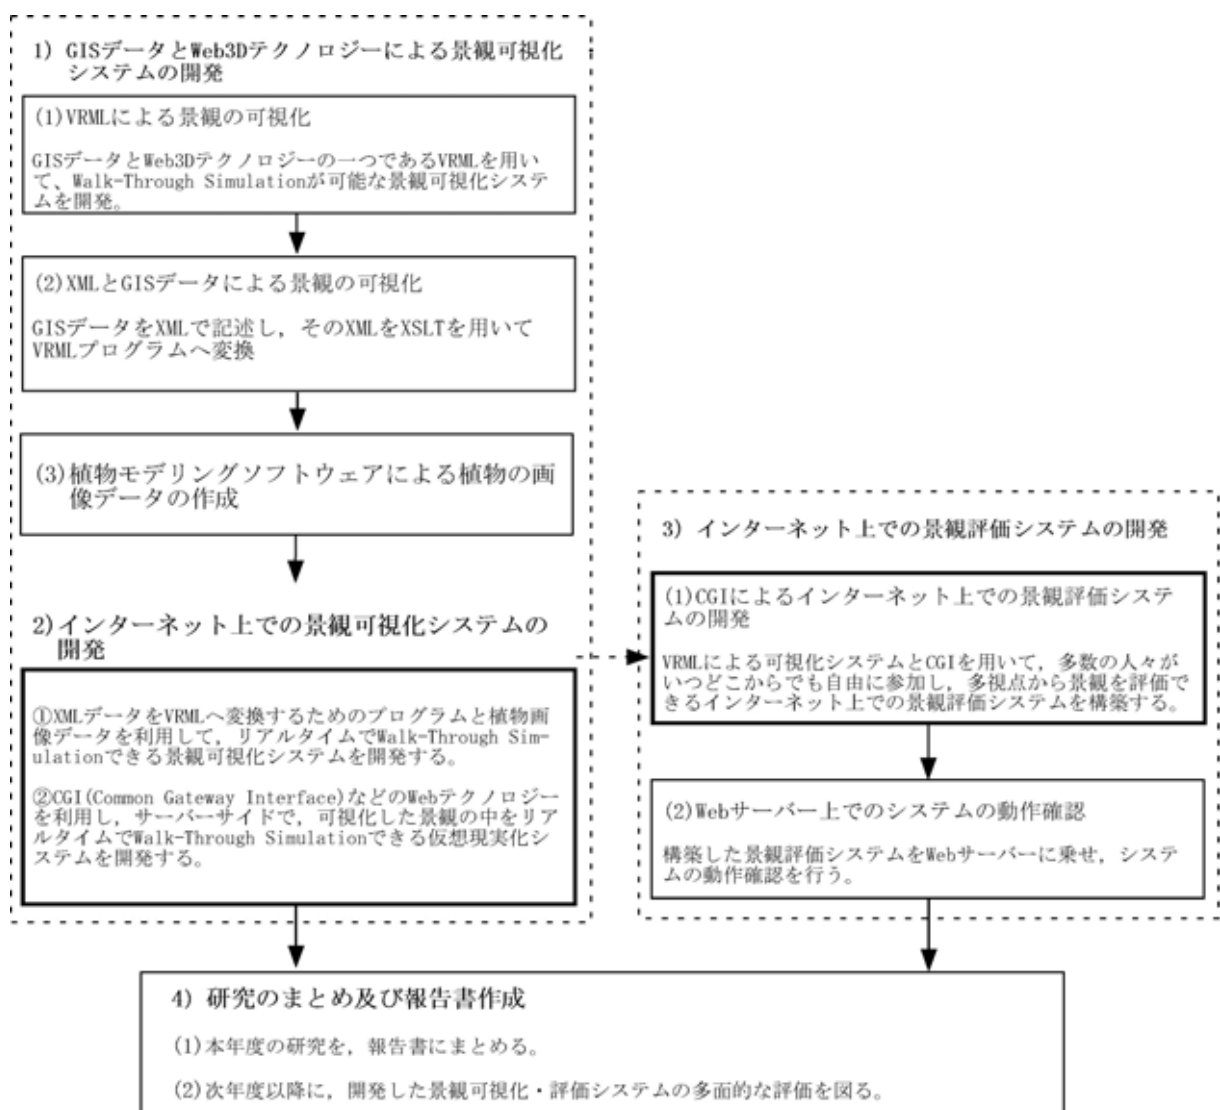 1) GISデータとWeb3Dテクノロジーによる景観可視化
システムの開発
(1)VRMLによる景観の可視化
GISデータとWeb3Dテクノロジーの一つであるVRMLを用い
て、Walk-Through Simulationが可能な景観可視化システ
ムを開発。
(2)XMLとGISデータによる景観の可視化
GISデータをXMLで記述し，そのXMLをXSLTを用いて
VRMLプログラムへ変換
(3)植物モデリングソフトウェアによる植物の画
像データの作成
2)インターネット上での景観可視化システムの
開発
①XMLデータをVRMLへ変換するためのプログラムと植物画
像データを利用して，リアルタイムでWalk-Through Sim-
ulationできる景観可視化システムを開発する。
②CGI(Common Gateway Interface)などのWebテクノロジー
を利用し，サーバーサイドで，可視化した景観の中をリア
ルタイムでWalk-Through Simulationできる仮想現実化シ
ステムを開発する。
3) インターネット上での景観評価システムの開発
(1)CGIによるインターネット上での景観評価システ
ムの開発
VRMLによる可視化システムとCGIを用いて，多数の人々が
いつどこからでも自由に参加し，多視点から景観を評価で
きるインターネット上での景観評価システムを構築する。
(2)Webサーバー上でのシステムの動作確認
構築した景観評価システムをWebサーバーに乗せ，システ
ムの動作確認を行う。
4) 研究のまとめ及び報告書作成
(1)本年度の研究を，報告書にまとめる。
(2)次年度以降に，開発した景観可視化・評価システムの多面的な評価を図る。